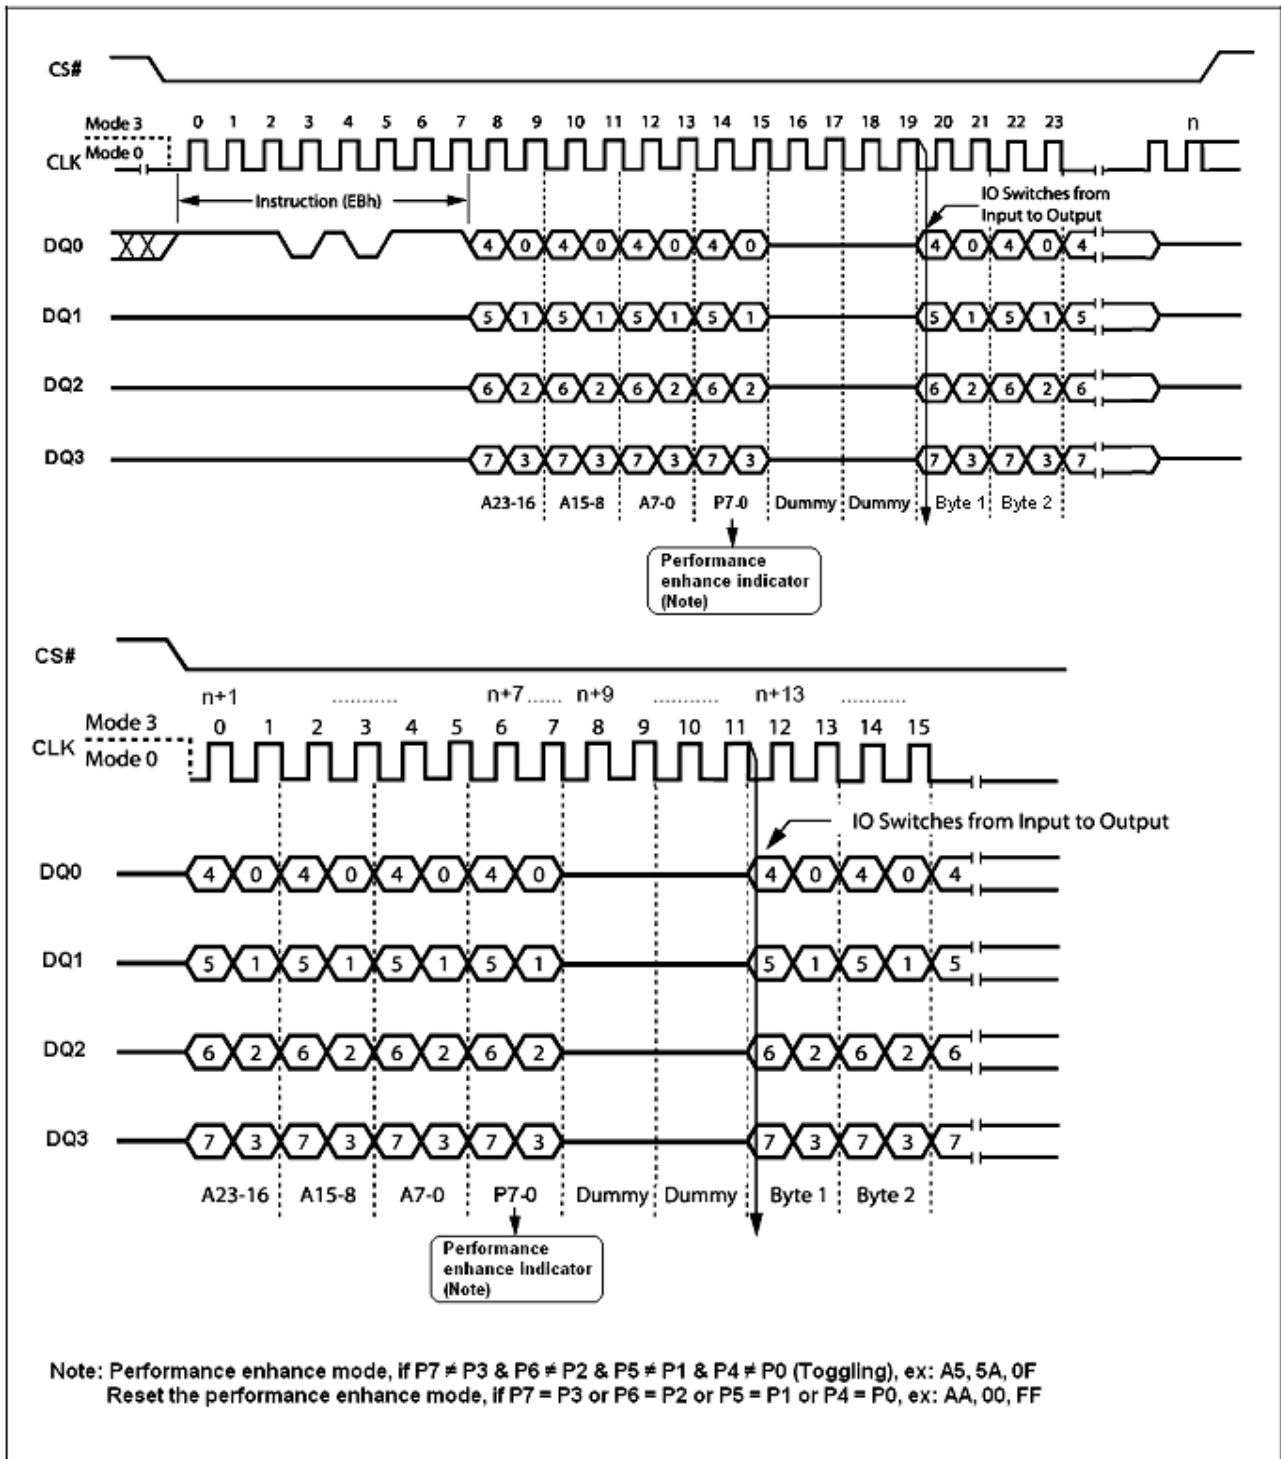 CS#
Mode 3
0 1 2 3 4 5 6 7 8 9 10 11 12 13 14 15 16 17 18 19 20 21 22 23
n
CLK
Mode 0
Instruction (EBh)
IO Switches from
Input to Output
DQ0
4 0 4 0 4 0 4 0 4 0 4 0 4
DQ1
5 1 5 1 5 1 5 1 5 1 5 1 5
DQ2
6 2 6 2 6 2 6 2 6 2 6 2 6
DQ3
7 3 7 3 7 3 7 3 7 3 7 3 7
A23-16 A15-8 A7-0 P7-0 Dummy Dummy Byte 1 Byte 2
Performance
enhance indicator
(Note)
CS#
n+1 ........... n+7 ...... n+9 ........... n+13 ...........
Mode 3
0 1 2 3 4 5 6 7 8 9 10 11 12 13 14 15
CLK
Mode 0
IO Switches from Input to Output
DQ0
4 0 4 0 4 0 4 0 4 0 4 0 4
DQ1
5 1 5 1 5 1 5 1 5 1 5 1 5
DQ2
6 2 6 2 6 2 6 2 6 2 6 2 6
DQ3
7 3 7 3 7 3 7 3 7 3 7 3 7
A23-16 A15-8 A7-0 P7-0 Dummy Dummy Byte 1 Byte 2
Performance
enhance indicator
(Note)
Note: Performance enhance mode, if P7 ≠ P3 & P6 ≠ P2 & P5 ≠ P1 & P4 ≠ P0 (Toggling), ex: A5, 5A, 0F
Reset the performance enhance mode, if P7 = P3 or P6 = P2 or P5 = P1 or P4 = P0, ex: AA, 00, FF